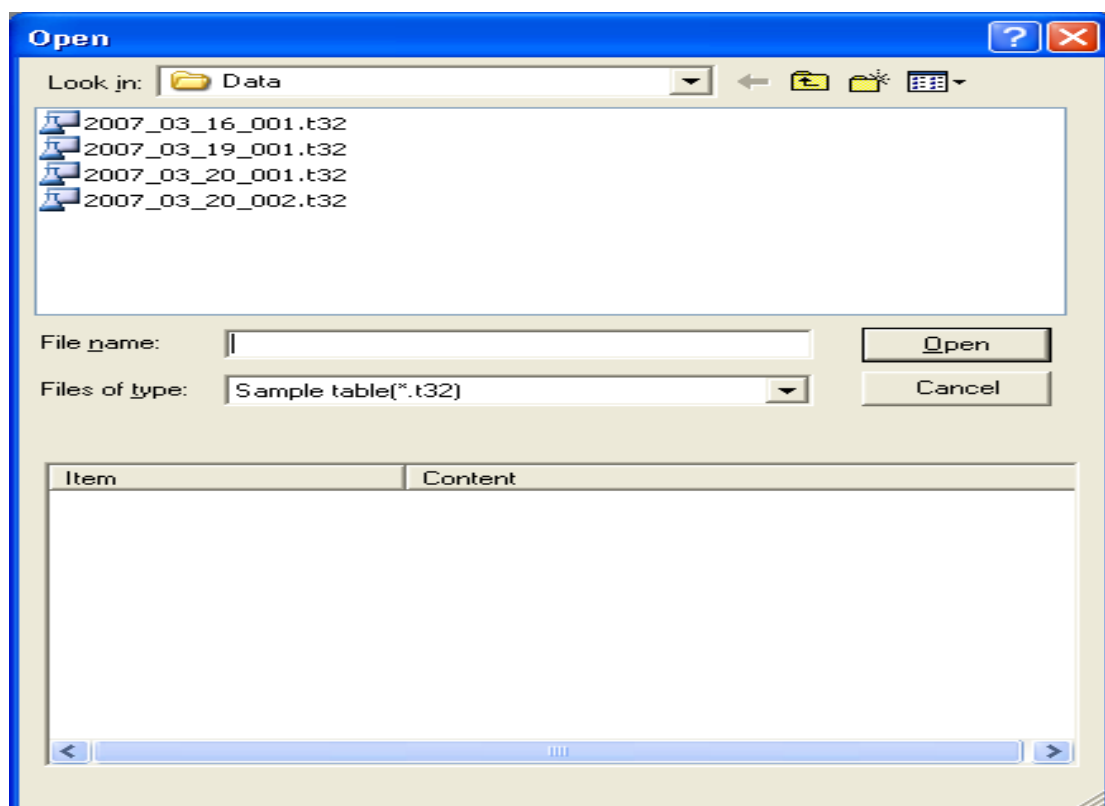 Open
Look in: Data
2007_03_16_001.t32
2007_03_19_001.t32
2007_03_20_001.t32
2007_03_20_002.t32
File name: Open
Files of type: Sample table(*.t32) Cancel
Item Content